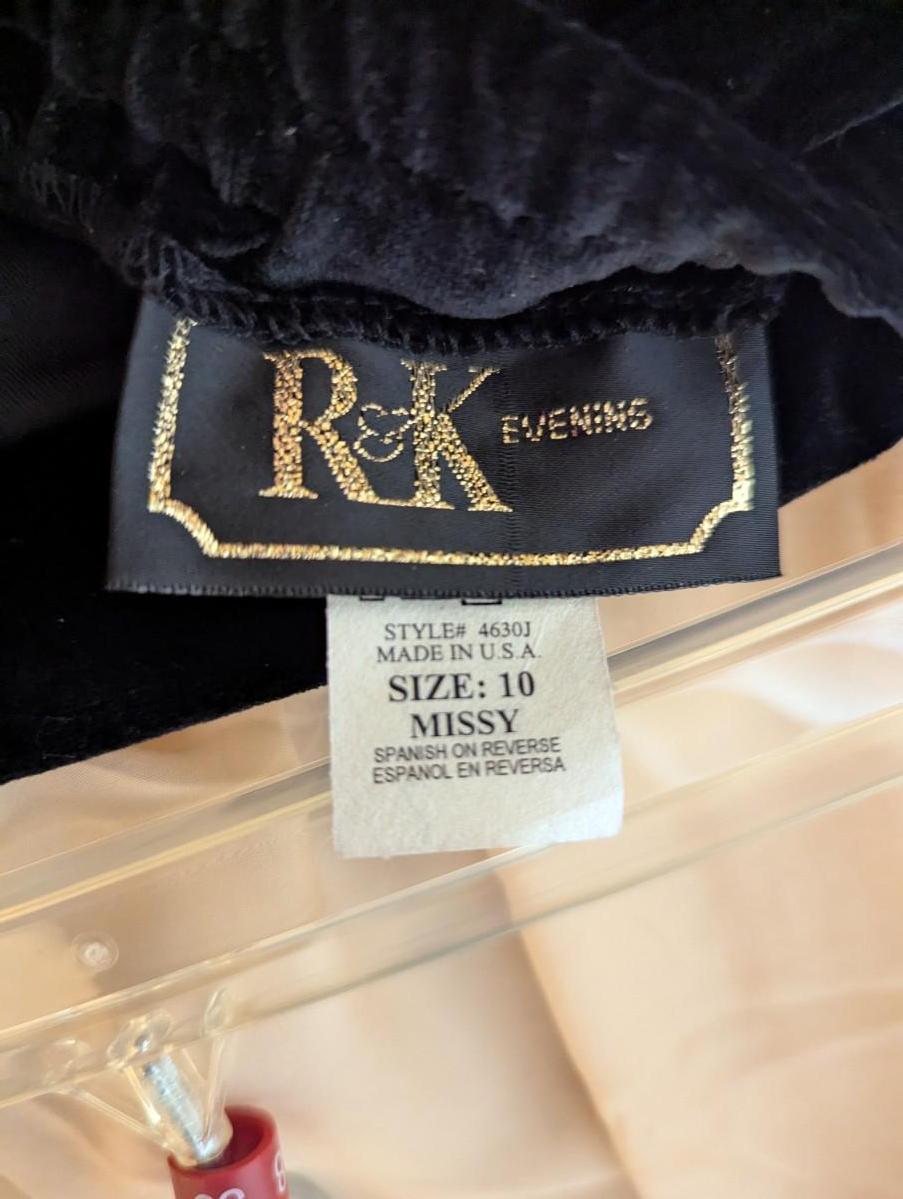 R&K EVENING
STYLE# 4630J
MADE IN U.S.A.
SIZE: 10
MISSY
SPANISH ON REVERSE
ESPANOL EN REVERSA